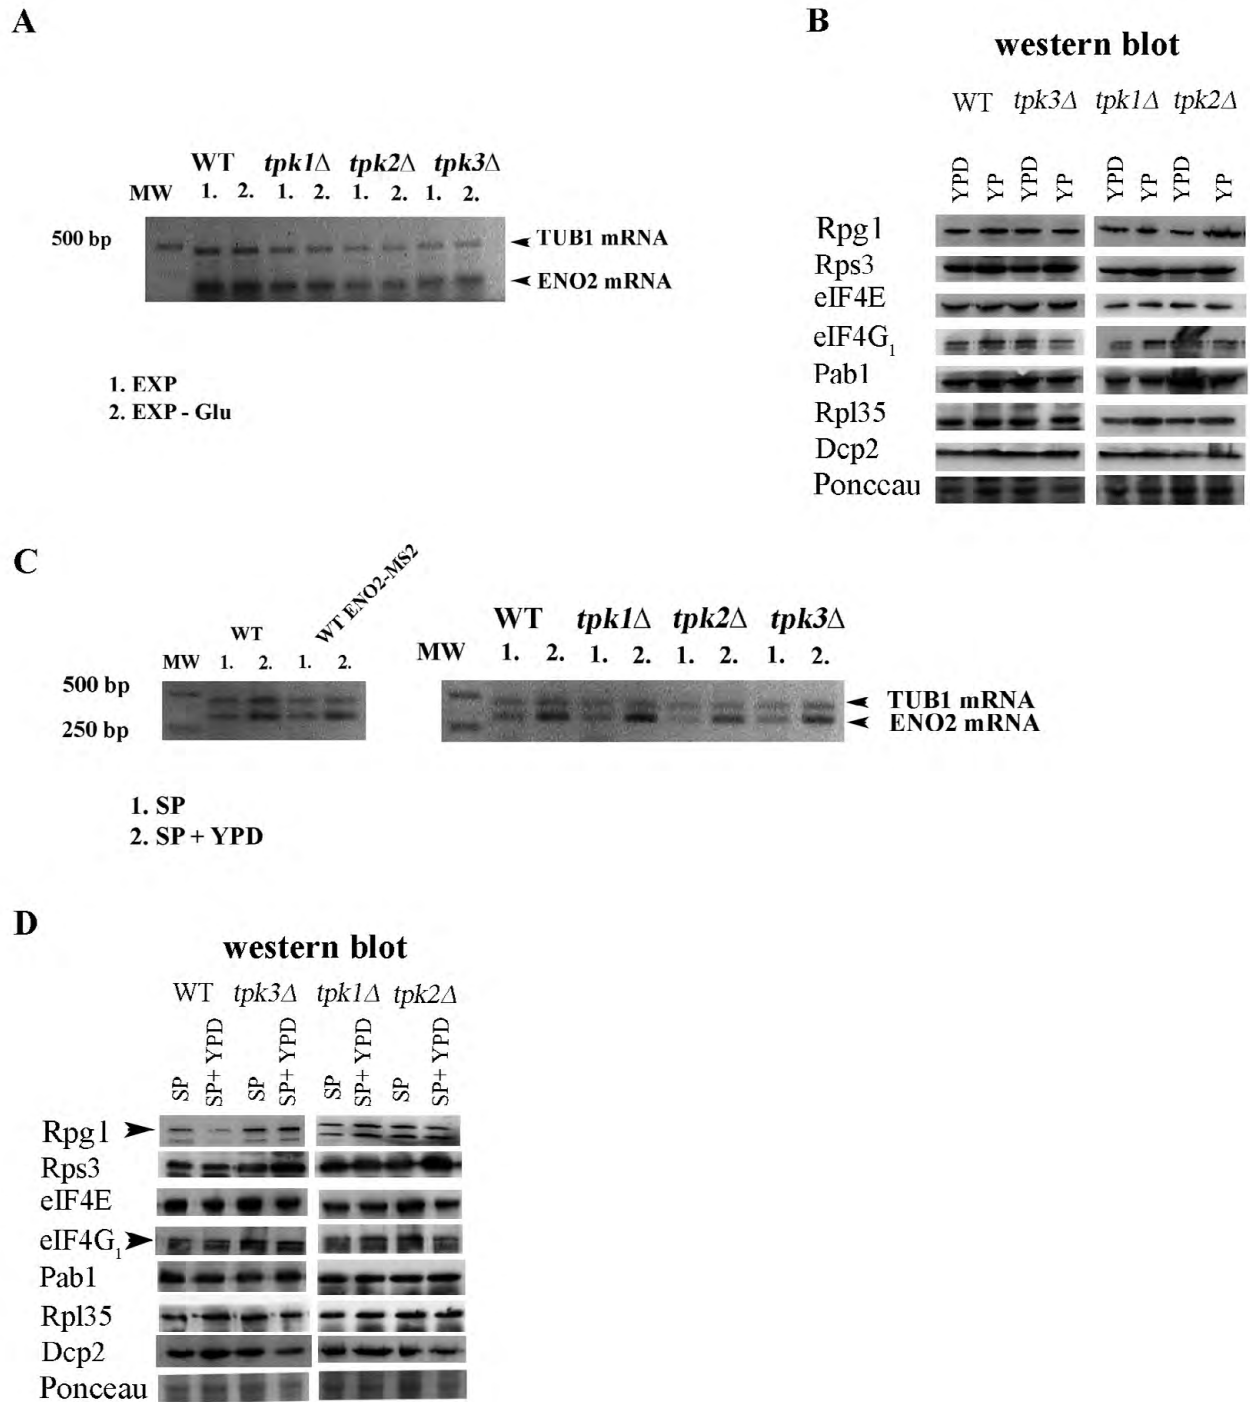 A
WT tpk1Δ tpk2Δ tpk3Δ
MW 1. 2. 1. 2. 1. 2. 1. 2.
500 bp
TUB1 mRNA
ENO2 mRNA
1. EXP
2. EXP - Glu
B
western blot
WT tpk3Δ tpk1Δ tpk2Δ
YPD YP YPD YP YPD YP YPD YP
Rpg1
Rps3
eIF4E
eIF4G1
Pab1
Rpl35
Dcp2
Ponceau
C
WT WT ENO2-MS2
MW 1. 2. 1. 2.
500 bp
250 bp
WT tpk1Δ tpk2Δ tpk3Δ
MW 1. 2. 1. 2. 1. 2. 1. 2.
TUB1 mRNA
ENO2 mRNA
1. SP
2. SP + YPD
D
western blot
WT tpk3Δ tpk1Δ tpk2Δ
SP SP+ YPD SP SP+ YPD SP SP+ YPD SP SP+ YPD
Rpg1
Rps3
eIF4E
eIF4G1
Pab1
Rpl35
Dcp2
Ponceau